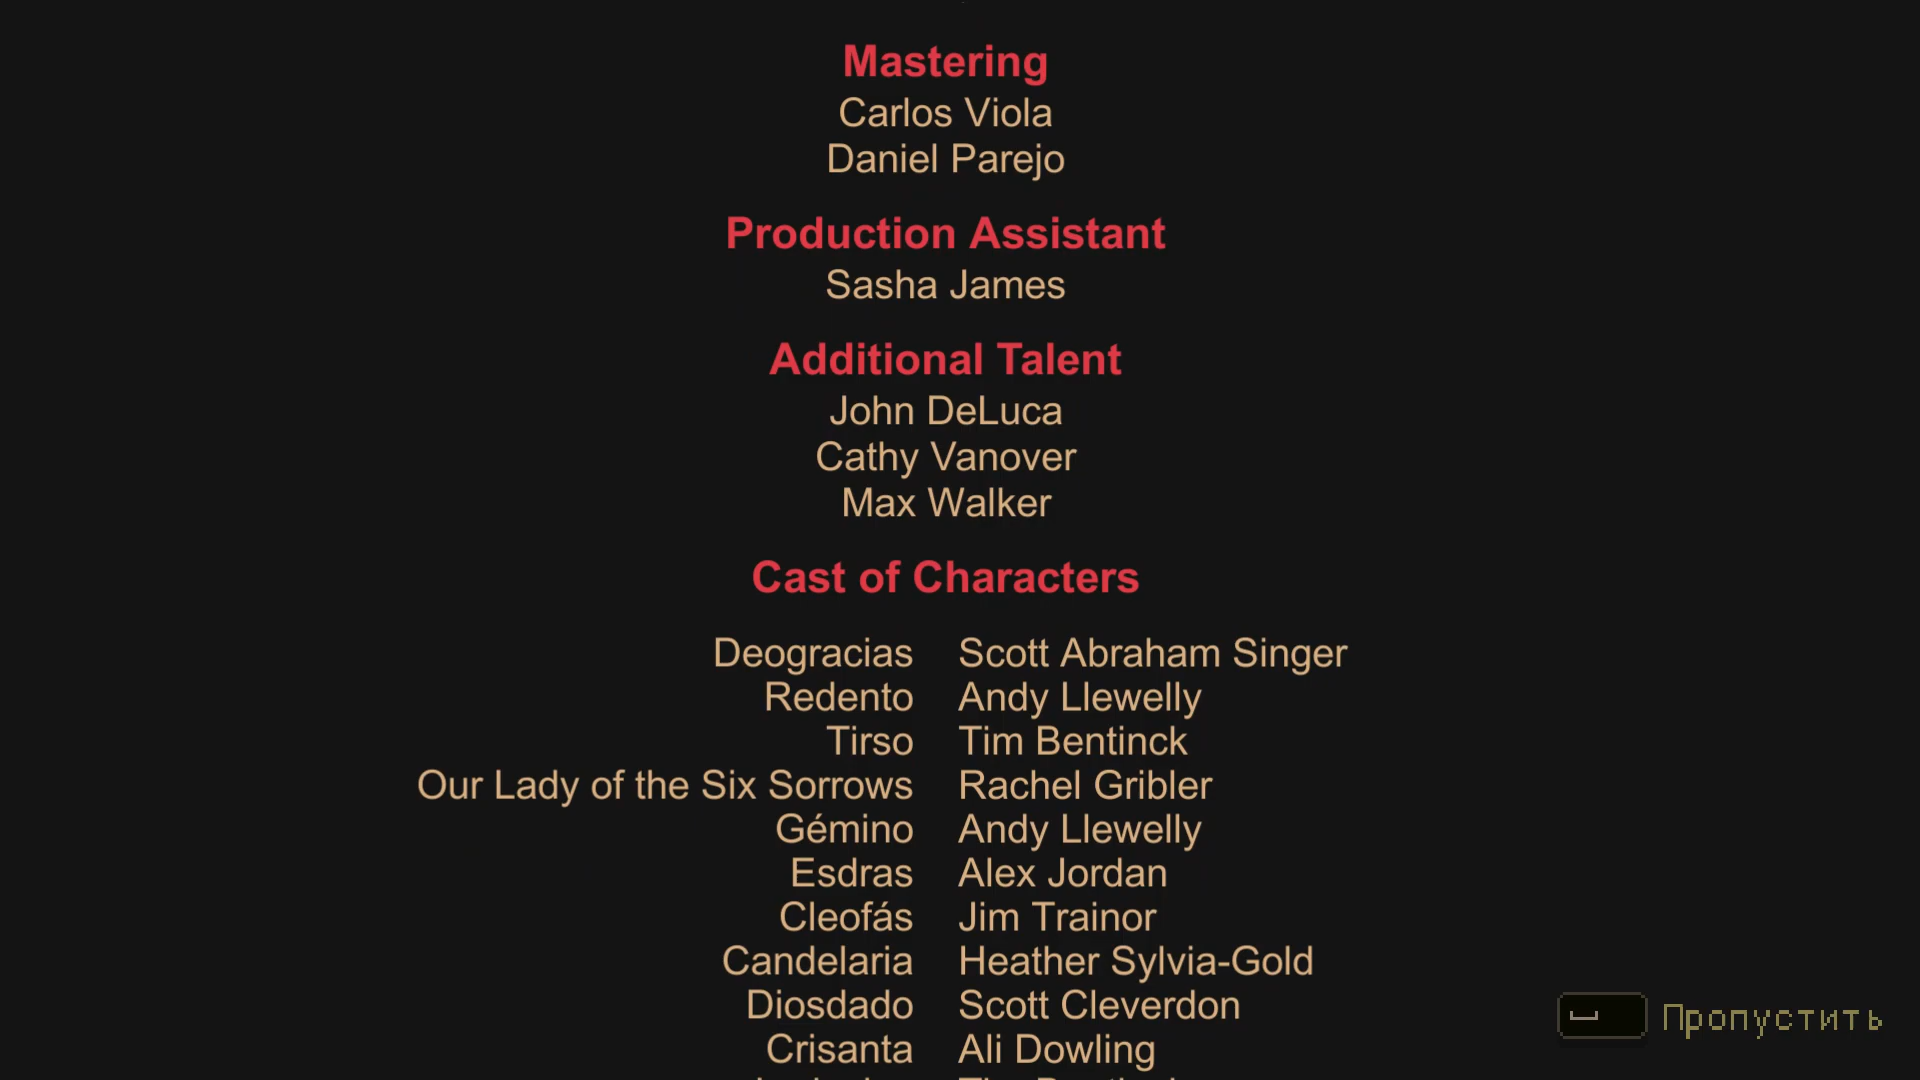 Mastering
Carlos Viola
Daniel Parejo
Production Assistant
Sasha James
Additional Talent
John DeLuca
Cathy Vanover
Max Walker
Cast of Characters
Deogracias Scott Abraham Singer
Redento Andy Llewelly
Tirso Tim Bentinck
Our Lady of the Six Sorrows Rachel Gribler
Gémino Andy Llewelly
Esdras Alex Jordan
Cleofás Jim Trainor
Candelaria Heather Sylvia-Gold
Diosdado Scott Cleverdon
Crisanta Ali Dowling
Пропустить